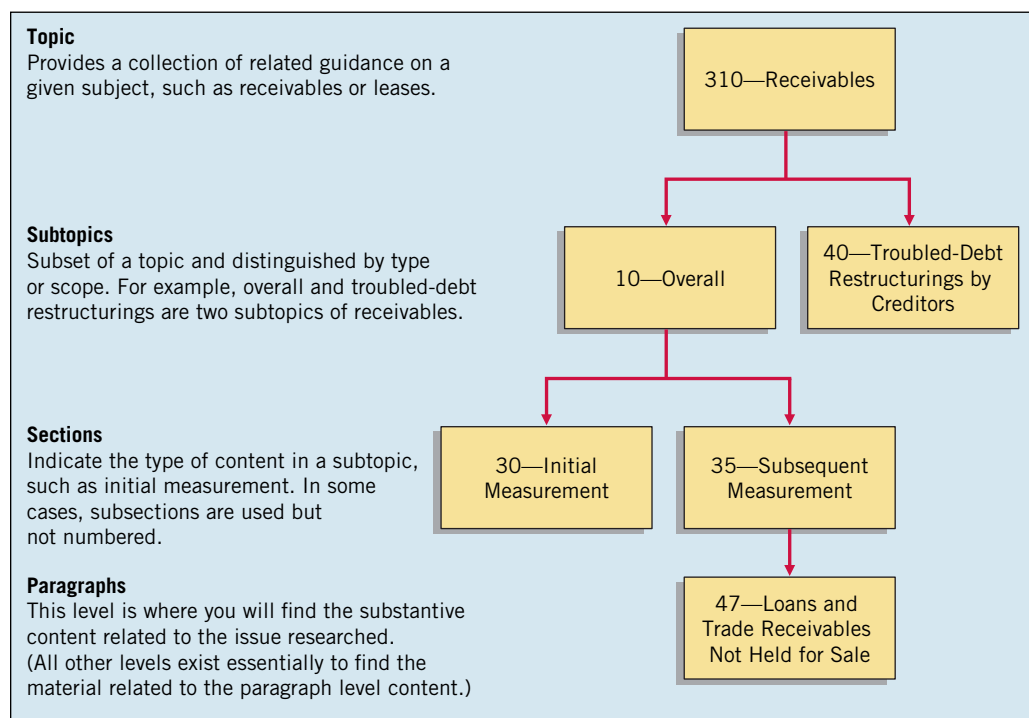 Topic
Provides a collection of related guidance on a
given subject, such as receivables or leases.
310—Receivables
Subtopics
Subset of a topic and distinguished by type
or scope. For example, overall and troubled-debt
restructurings are two subtopics of receivables.
10—Overall
40—Troubled-Debt
Restructurings by
Creditors
Sections
Indicate the type of content in a subtopic,
such as initial measurement. In some
cases, subsections are used but
not numbered.
30—Initial
Measurement
35—Subsequent
Measurement
Paragraphs
This level is where you will find the substantive
content related to the issue researched.
(All other levels exist essentially to find the
material related to the paragraph level content.)
47—Loans and
Trade Receivables
Not Held for Sale